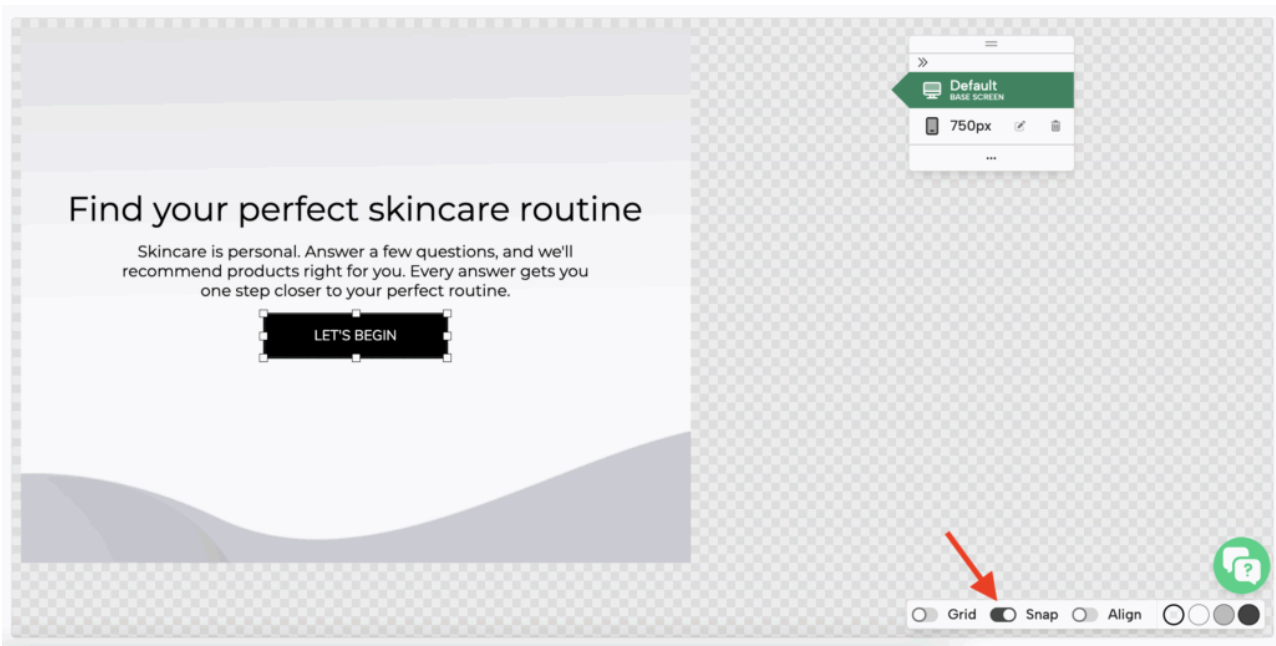 Default
BASE SCREEN
750px
Find your perfect skincare routine
Skincare is personal. Answer a few questions, and we'll
recommend products right for you. Every answer gets you
one step closer to your perfect routine.
LET'S BEGIN
?
Grid Snap Align